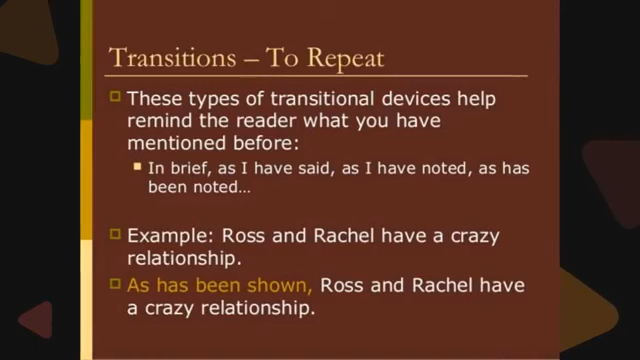 Transitions – To Repeat
These types of transitional devices help
remind the reader what you have
mentioned before:
In brief, as I have said, as I have noted, as has
been noted…
Example: Ross and Rachel have a crazy
relationship.
As has been shown, Ross and Rachel have
a crazy relationship.